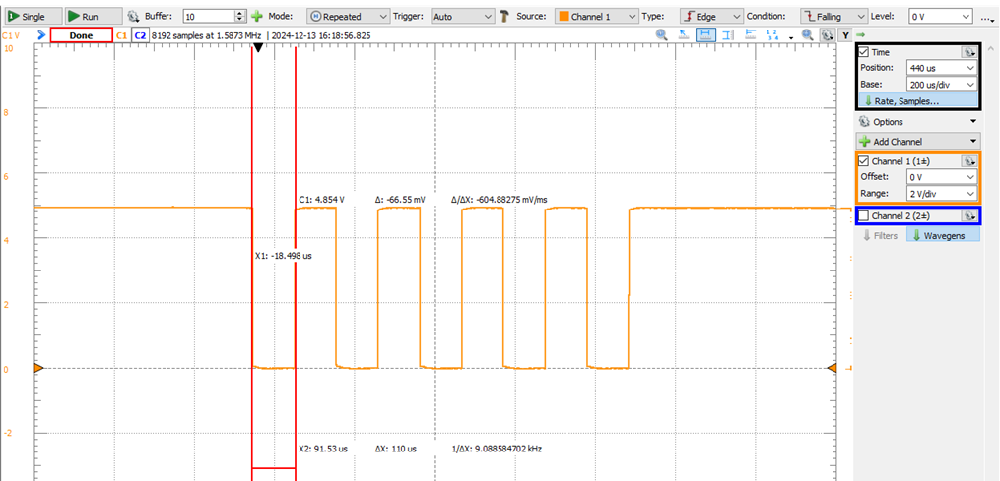 Single Run Buffer: 10 Mode: Repeated Trigger: Auto Source: Channel 1 Type: Edge Condition: Falling Level: 0 V ...
C1 V Done C1 C2 8192 samples at 1.5873 MHz | 2024-12-13 16:18:56.825 Y
10
Time
Position: 440 us
Base: 200 us/div
Rate, Samples...
8
Options
Add Channel
6
Channel 1 (1±)
Offset: 0 V
Range: 2 V/div
C1: 4.854 V Δ: -66.55 mV Δ/ΔX: -604.88275 mV/ms
Channel 2 (2±)
Filters Wavegens
4
X1: -18.498 us
2
0
-2
X2: 91.53 us ΔX: 110 us 1/ΔX: 9.088584702 kHz